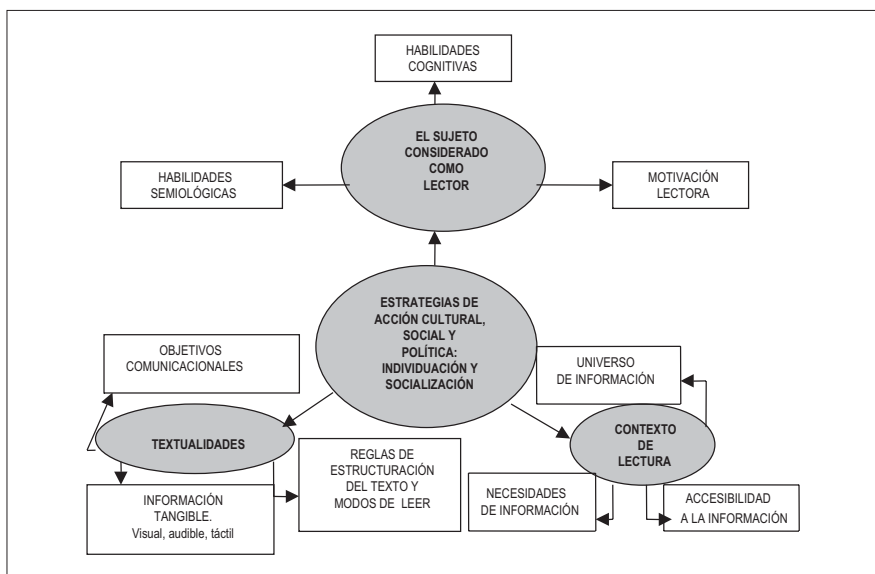 HABILIDADES
COGNITIVAS
EL SUJETO
CONSIDERADO
COMO
LECTOR
HABILIDADES
SEMIOLÓGICAS
MOTIVACIÓN
LECTORA
ESTRATEGIAS DE
ACCIÓN CULTURAL,
SOCIAL Y
POLÍTICA:
INDIVIDUACIÓN Y
SOCIALIZACIÓN
OBJETIVOS
COMUNICACIONALES
UNIVERSO
DE INFORMACIÓN
TEXTUALIDADES
CONTEXTO
DE
LECTURA
REGLAS DE
ESTRUCTURACIÓN
DEL TEXTO Y
MODOS DE LEER
INFORMACIÓN
TANGIBLE.
Visual, audible, táctil
NECESIDADES
DE INFORMACIÓN
ACCESIBILIDAD
A LA INFORMACIÓN